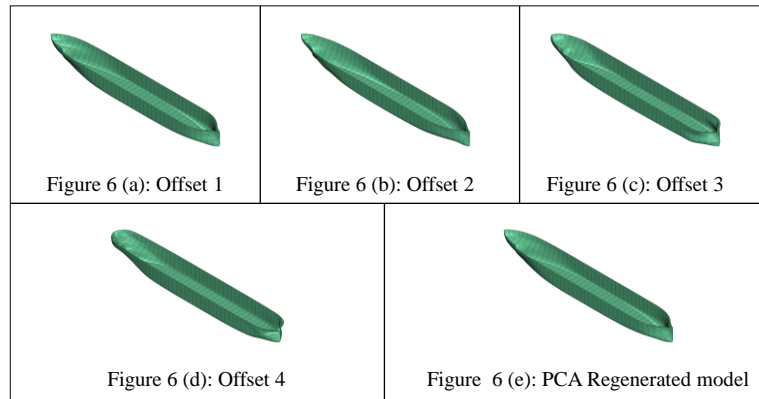 Figure 6 (a): Offset 1
Figure 6 (b): Offset 2
Figure 6 (c): Offset 3
Figure 6 (d): Offset 4
Figure 6 (e): PCA Regenerated model